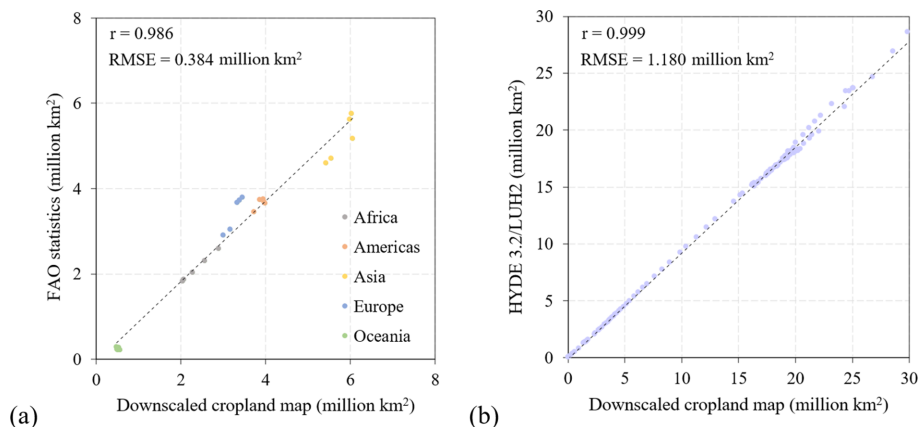 (a)
8
6
4
2
0
0 2 4 6 8
FAO statistics (million km²)
Downscaled cropland map (million km²)
r = 0.986
RMSE = 0.384 million km²
Africa
Americas
Asia
Europe
Oceania
(b)
30
25
20
15
10
5
0
0 5 10 15 20 25 30
HYDE 3.2/LUH2 (million km²)
Downscaled cropland map (million km²)
r = 0.999
RMSE = 1.180 million km²